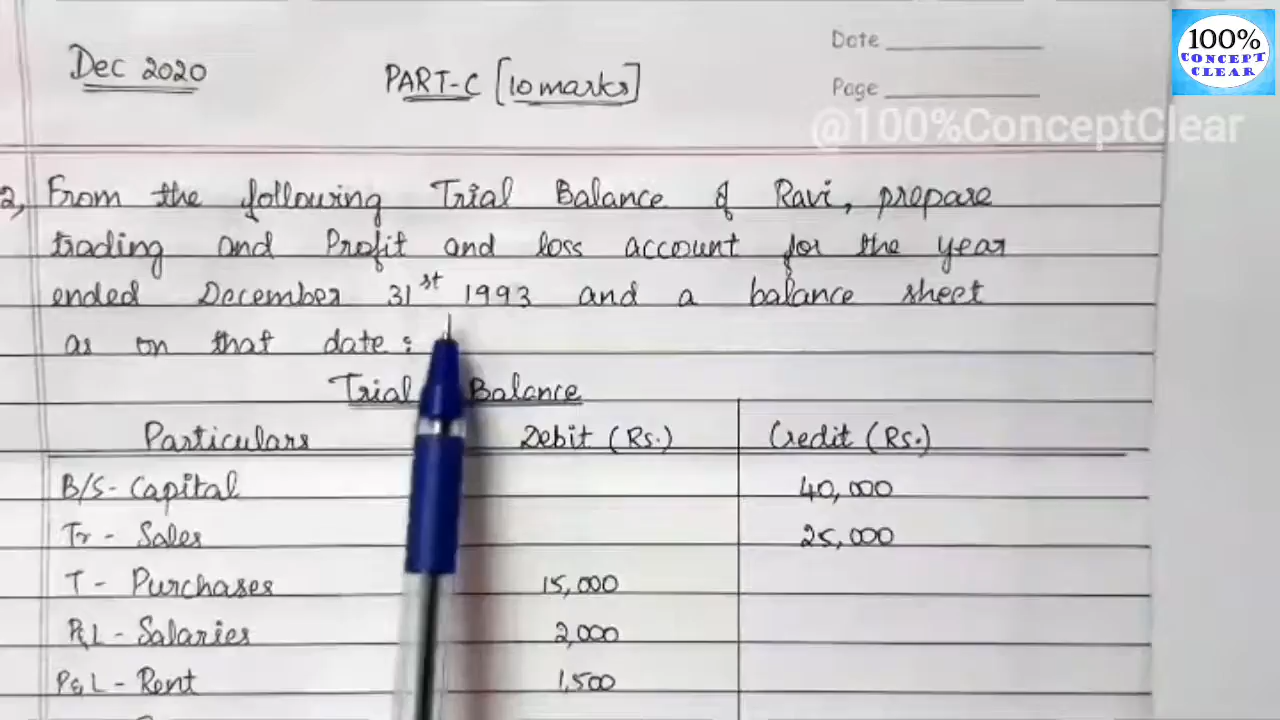 100%
CONCEPT
CLEAR
Date
Page
@100%ConceptClear
Dec 2020
PART-C [10 marks]
2, From the following Trial Balance of Ravi, prepare
trading and Profit and loss account for the year
ended December 31st 1993 and a balance sheet
as on that date:
Trial Balance
Particulars Debit (Rs.) Credit (Rs.)
B/S- Capital 40,000
Tr - Sales 25,000
T - Purchases 15,000
P&L - Salaries 2,000
P&L - Rent 1,500